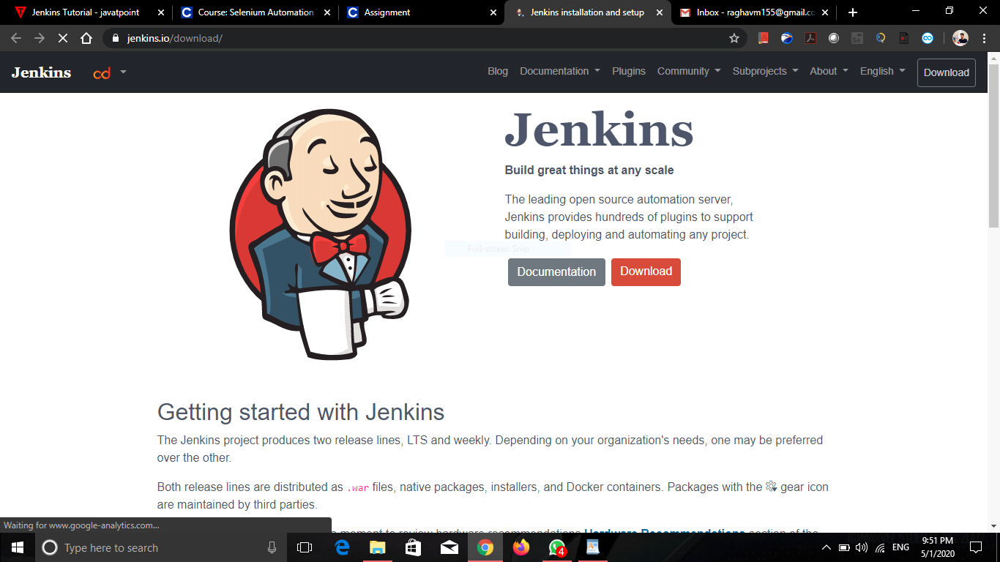 Jenkins Tutorial - javatpoint
Course: Selenium Automation
Assignment
Jenkins installation and setup
Inbox - raghavm155@gmail.co
jenkins.io/download/
Jenkins
cd
Blog
Documentation
Plugins
Community
Subprojects
About
English
Download
Jenkins
Build great things at any scale
The leading open source automation server,
Jenkins provides hundreds of plugins to support
building, deploying and automating any project.
Full-screen Snip
Documentation
Download
Getting started with Jenkins
The Jenkins project produces two release lines, LTS and weekly. Depending on your organization's needs, one may be preferred
over the other.
Both release lines are distributed as .war files, native packages, installers, and Docker containers. Packages with the gear icon
are maintained by third parties.
moment to review hardware recommendations Hardware Recommendations section of the
Waiting for www.google-analytics.com...
Type here to search
4
ENG
9:51 PM
5/1/2020